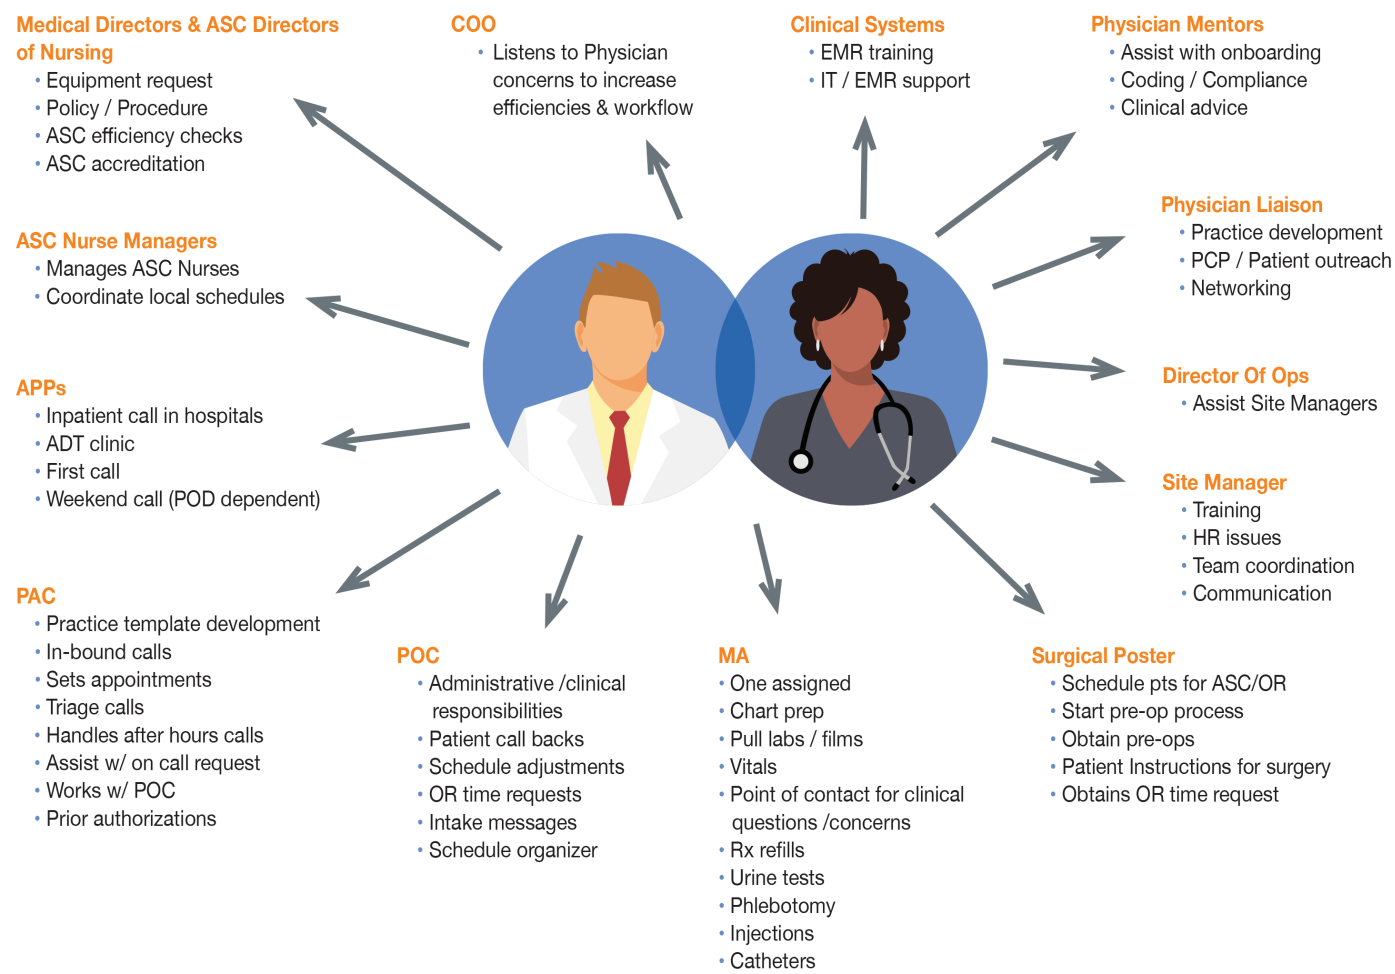 Medical Directors & ASC Directors
of Nursing
• Equipment request
• Policy / Procedure
• ASC efficiency checks
• ASC accreditation
COO
• Listens to Physician
concerns to increase
efficiencies & workflow
Clinical Systems
• EMR training
• IT / EMR support
Physician Mentors
• Assist with onboarding
• Coding / Compliance
• Clinical advice
ASC Nurse Managers
• Manages ASC Nurses
• Coordinate local schedules
Physician Liaison
• Practice development
• PCP / Patient outreach
• Networking
APPs
• Inpatient call in hospitals
• ADT clinic
• First call
• Weekend call (POD dependent)
Director Of Ops
• Assist Site Managers
Site Manager
• Training
• HR issues
• Team coordination
• Communication
PAC
• Practice template development
• In-bound calls
• Sets appointments
• Triage calls
• Handles after hours calls
• Assist w/ on call request
• Works w/ POC
• Prior authorizations
POC
• Administrative /clinical
responsibilities
• Patient call backs
• Schedule adjustments
• OR time requests
• Intake messages
• Schedule organizer
MA
• One assigned
• Chart prep
• Pull labs / films
• Vitals
• Point of contact for clinical
questions /concerns
• Rx refills
• Urine tests
• Phlebotomy
• Injections
• Catheters
Surgical Poster
• Schedule pts for ASC/OR
• Start pre-op process
• Obtain pre-ops
• Patient Instructions for surgery
• Obtains OR time request